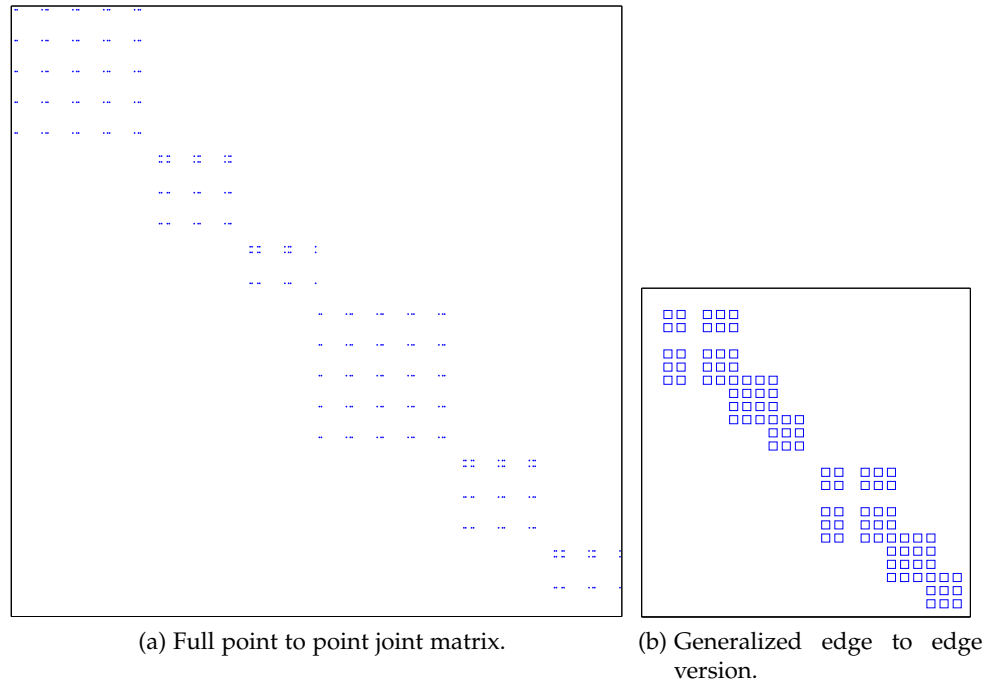 (a) Full point to point joint matrix.
(b) Generalized edge to edge
version.